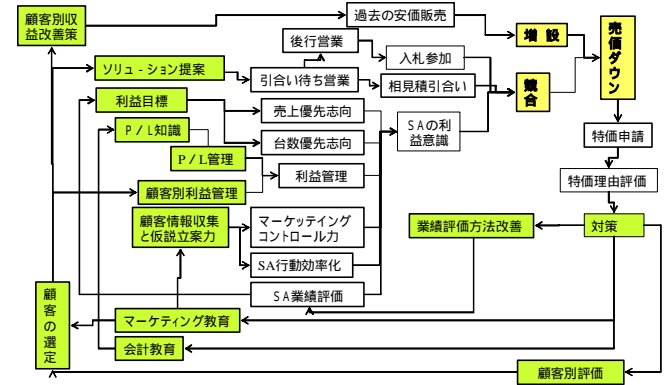 顧客別収
益改善策
過去の安価販売
増 設
売価ダウン
後行営業
入札参加
ソリュ-ション提案
引合い待ち営業
相見積引合い
競合
利益目標
売上優先志向
P/L知識
台数優先志向
SAの利
益意識
特価申請
P/L管理
利益管理
特価理由評価
顧客別利益管理
顧客情報収集
と仮説立案力
マーケッテイング
コントロール力
業績評価方法改善
対策
SA行動効率化
SA業績評価
顧客の選定
マーケティング教育
会計教育
顧客別評価